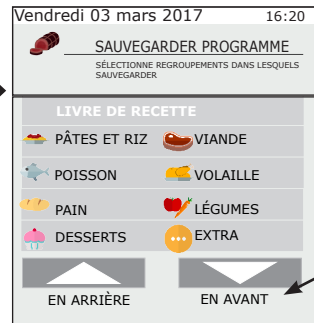 Vendredi 03 mars 2017 16:20
SAUVEGARDER PROGRAMME
SÉLECTIONNE REGROUPEMENTS DANS LESQUELS
SAUVEGARDER
LIVRE DE RECETTE
PÂTES ET RIZ VIANDE
POISSON VOLAILLE
PAIN LÉGUMES
DESSERTS EXTRA
EN ARRIÈRE EN AVANT